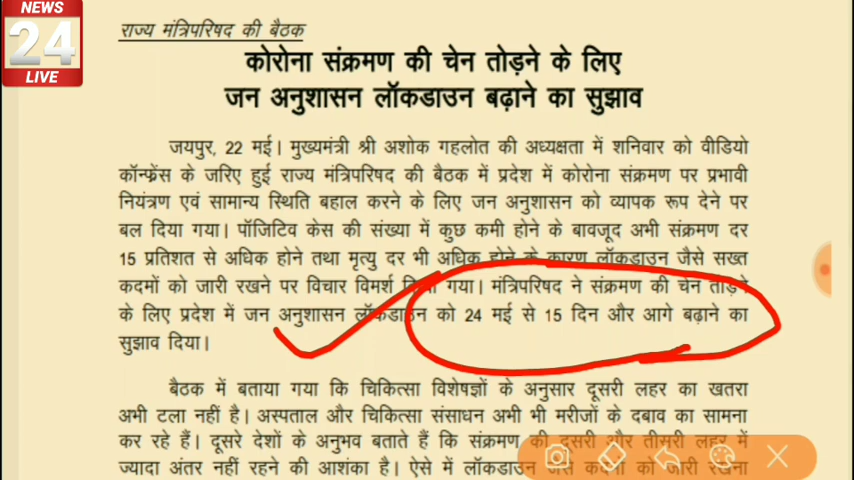 NEWS
24
LIVE
राज्य मंत्रिपरिषद की बैठक
कोरोना संक्रमण की चेन तोड़ने के लिए
जन अनुशासन लॉकडाउन बढ़ाने का सुझाव
जयपुर, 22 मई। मुख्यमंत्री श्री अशोक गहलोत की अध्यक्षता में शनिवार को वीडियो
कॉन्फ्रेंस के जरिए हुई राज्य मंत्रिपरिषद की बैठक में प्रदेश में कोरोना संक्रमण पर प्रभावी
नियंत्रण एवं सामान्य स्थिति बहाल करने के लिए जन अनुशासन को व्यापक रूप देने पर
बल दिया गया। पॉजिटिव केस की संख्या में कुछ कमी होने के बावजूद अभी संक्रमण दर
15 प्रतिशत से अधिक होने तथा मृत्यु दर भी अधिक होने के कारण लॉकडाउन जैसे सख्त
कदमों को जारी रखने पर विचार विमर्श किया गया। मंत्रिपरिषद ने संक्रमण की चेन तोड़ने
के लिए प्रदेश में जन अनुशासन लॉकडाउन को 24 मई से 15 दिन और आगे बढ़ाने का
सुझाव दिया।
बैठक में बताया गया कि चिकित्सा विशेषज्ञों के अनुसार दूसरी लहर का खतरा
अभी टला नहीं है। अस्पताल और चिकित्सा संसाधन अभी भी मरीजों के दबाव का सामना
कर रहे हैं। दूसरे देशों के अनुभव बताते हैं कि संक्रमण की दूसरी और तीसरी लहर में
ज्यादा अंतर नहीं रहने की आशंका है। ऐसे में लॉकडाउन जैसे कदमों को जारी रखना